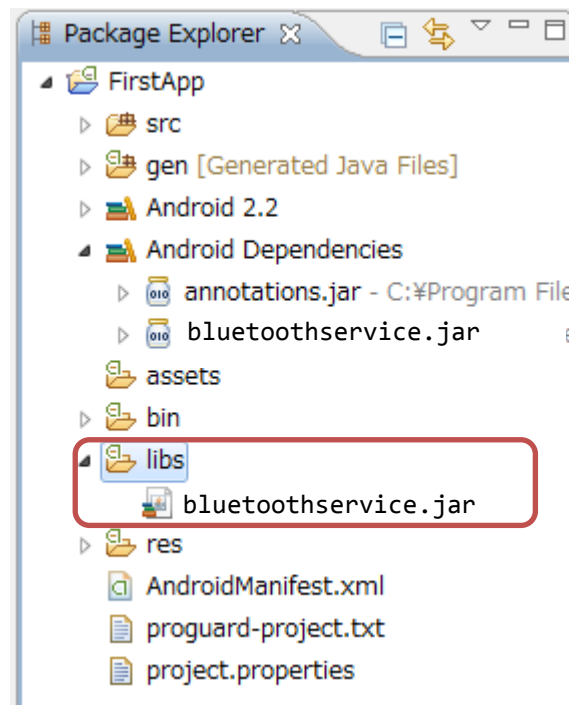 Package Explorer
FirstApp
src
gen [Generated Java Files]
Android 2.2
Android Dependencies
annotations.jar - C:¥Program File
bluetoothservice.jar
assets
bin
libs
bluetoothservice.jar
res
AndroidManifest.xml
proguard-project.txt
project.properties